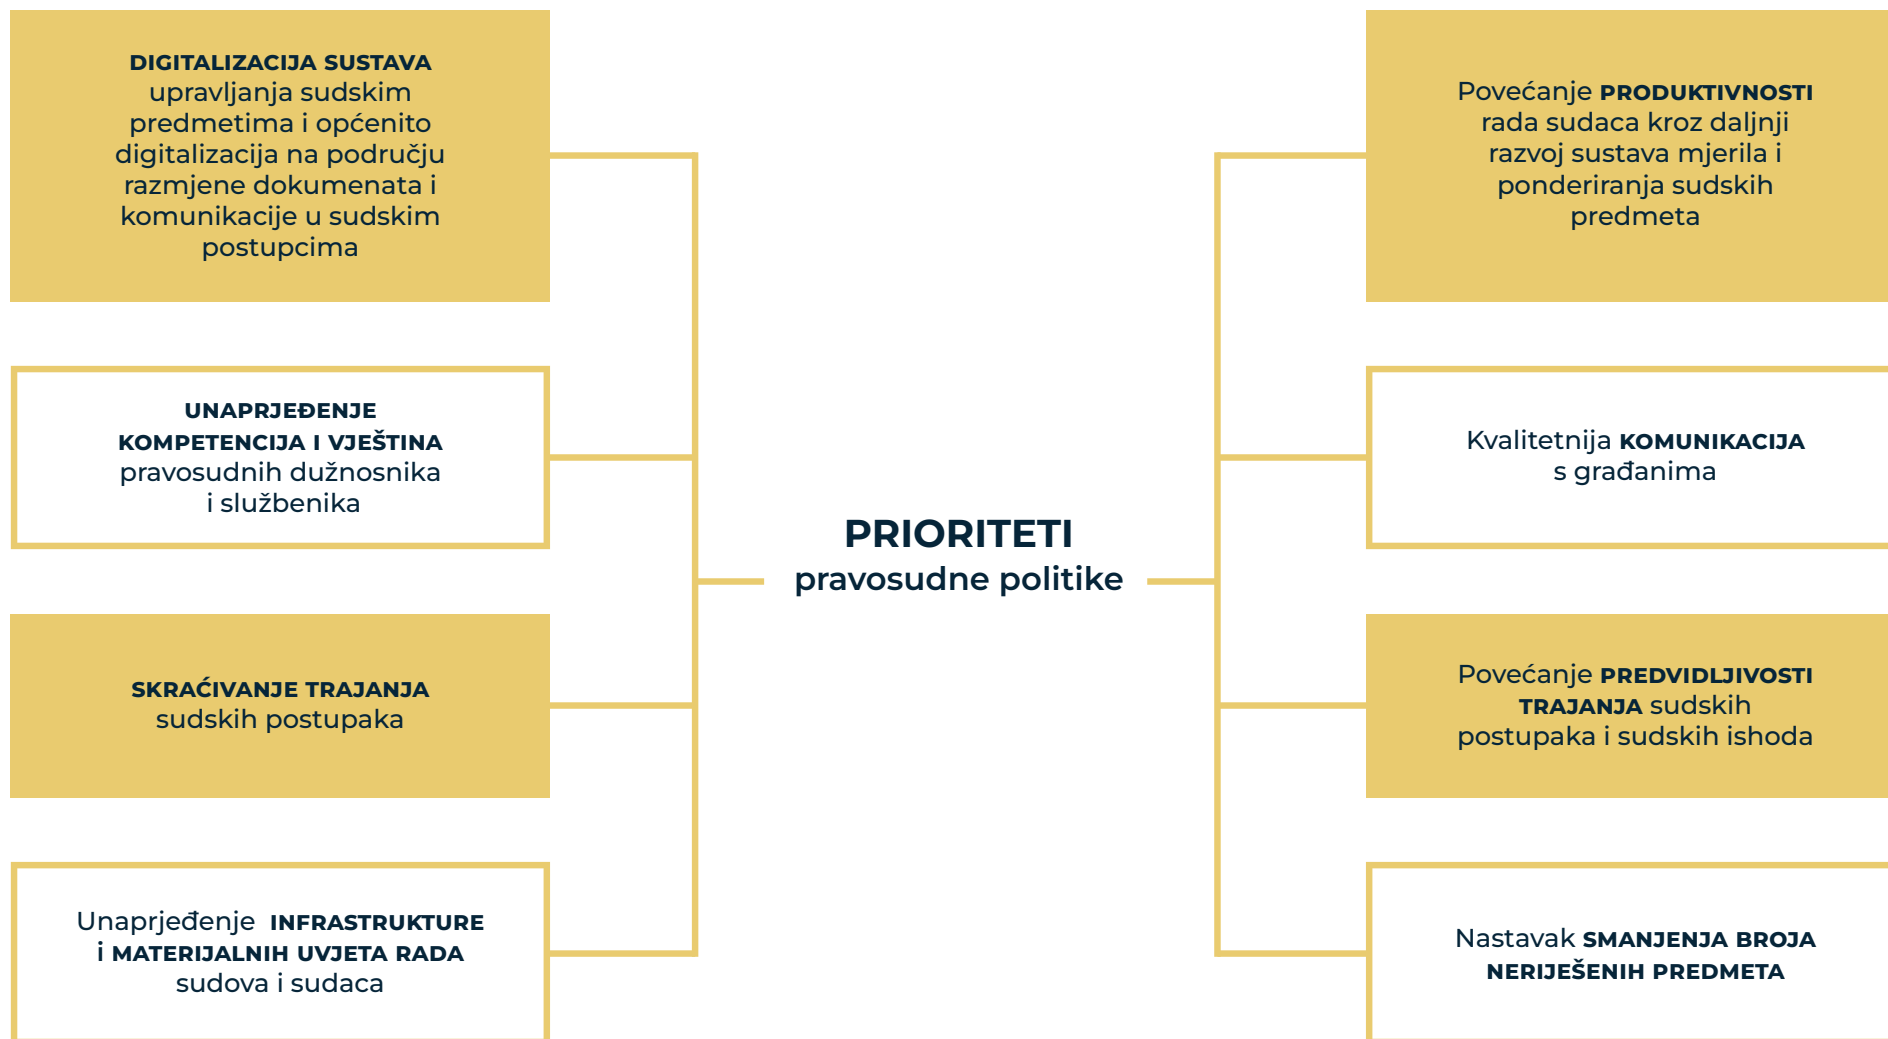 DIGITALIZACIJA SUSTAVA
upravljanja sudskim
predmetima i općenito
digitalizacija na području
razmjene dokumenata i
komunikacije u sudskim
postupcima
UNAPRJEĐENJE
KOMPETENCIJA I VJEŠTINA
pravosudnih dužnosnika
i službenika
SKRAĆIVANJE TRAJANJA
sudskih postupaka
Unaprjeđenje INFRASTRUKTURE
i MATERIJALNIH UVJETA RADA
sudova i sudaca
PRIORITETI
pravosudne politike
Povećanje PRODUKTIVNOSTI
rada sudaca kroz daljnji
razvoj sustava mjerila i
ponderiranja sudskih
predmeta
Kvalitetnija KOMUNIKACIJA
s građanima
Povećanje PREDVIDLJIVOSTI
TRAJANJA sudskih
postupaka i sudskih ishoda
Nastavak SMANJENJA BROJA
NERIJEŠENIH PREDMETA